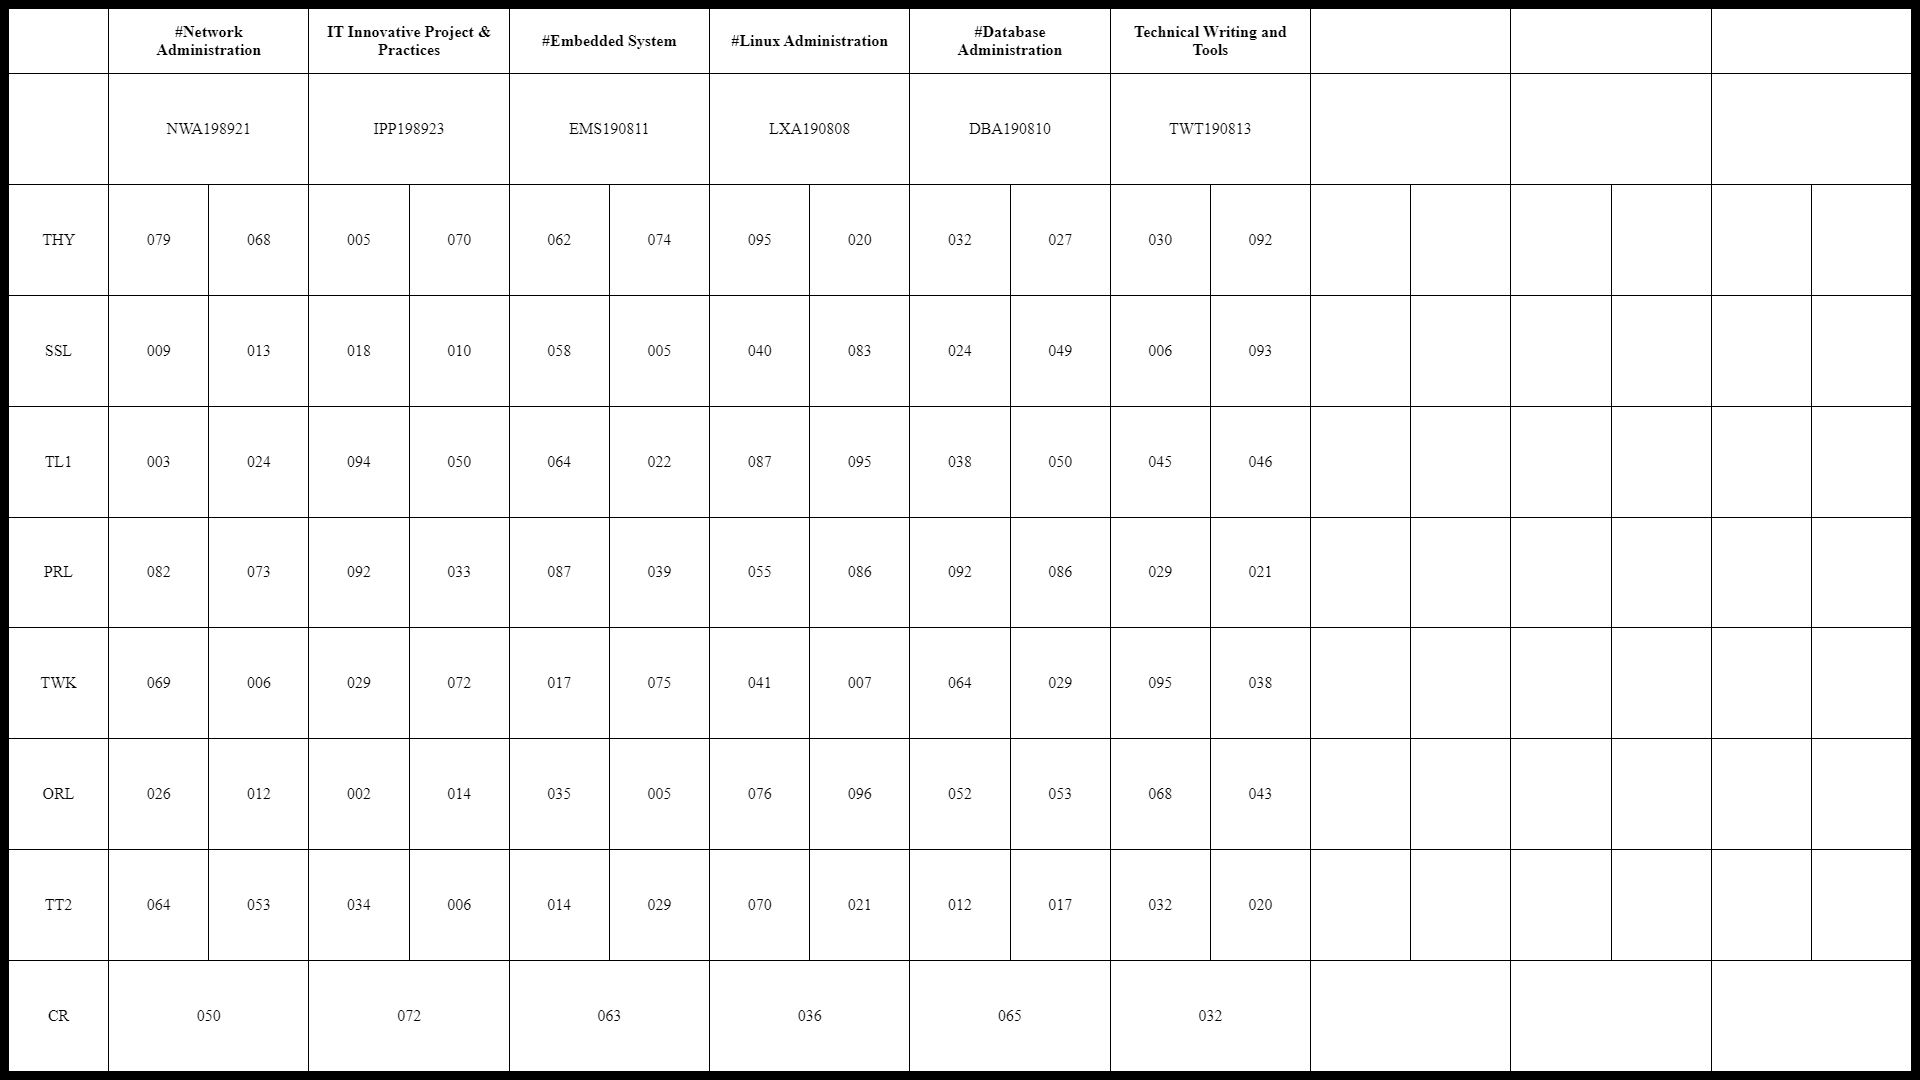 #Network Administration IT Innovative Project & Practices #Embedded System #Linux Administration #Database Administration Technical Writing and Tools
NWA198921 IPP198923 EMS190811 LXA190808 DBA190810 TWT190813
THY 079 068 005 070 062 074 095 020 032 027 030 092
SSL 009 013 018 010 058 005 040 083 024 049 006 093
TL1 003 024 094 050 064 022 087 095 038 050 045 046
PRL 082 073 092 033 087 039 055 086 092 086 029 021
TWK 069 006 029 072 017 075 041 007 064 029 095 038
ORL 026 012 002 014 035 005 076 096 052 053 068 043
TT2 064 053 034 006 014 029 070 021 012 017 032 020
CR 050 072 063 036 065 032